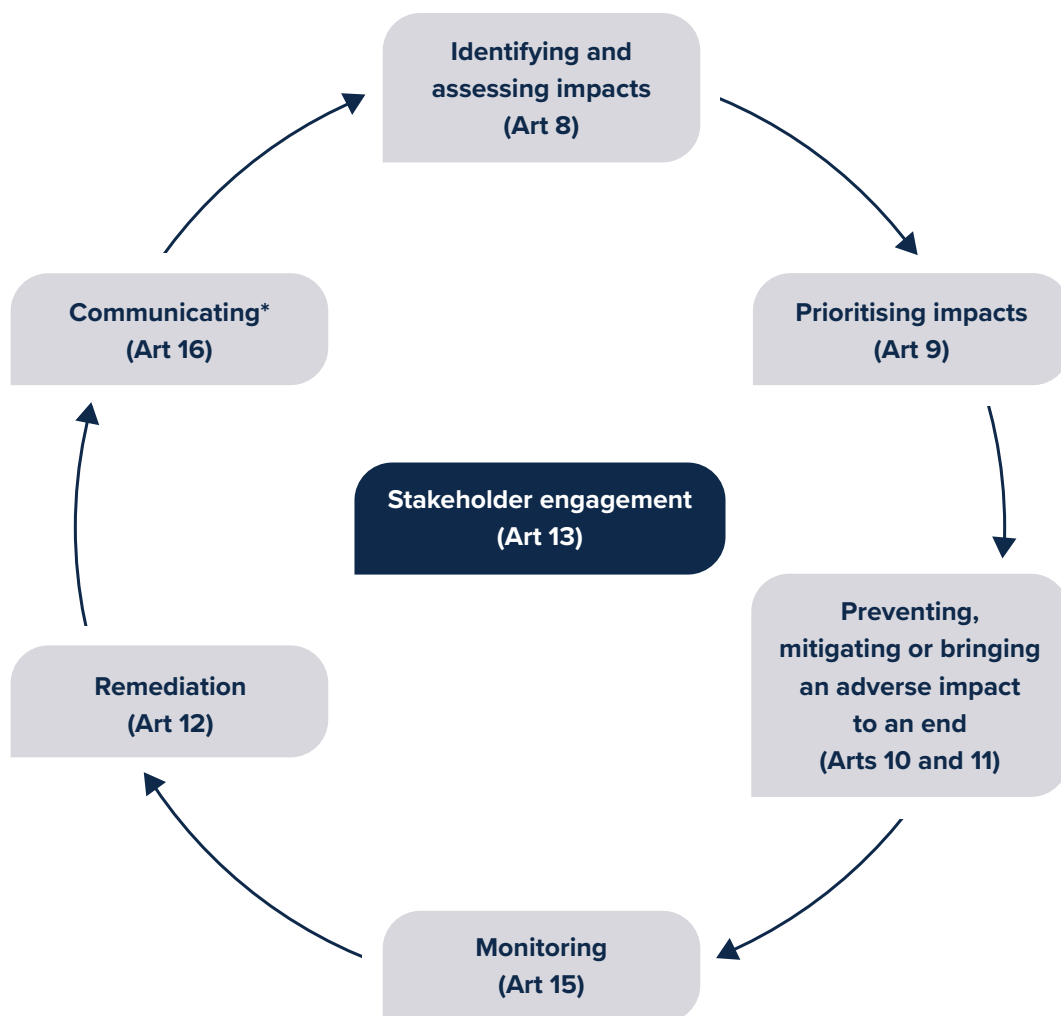 Identifying and
assessing impacts
(Art 8)
Prioritising impacts
(Art 9)
Preventing,
mitigating or bringing
an adverse impact
to an end
(Arts 10 and 11)
Monitoring
(Art 15)
Remediation
(Art 12)
Communicating*
(Art 16)
Stakeholder engagement
(Art 13)